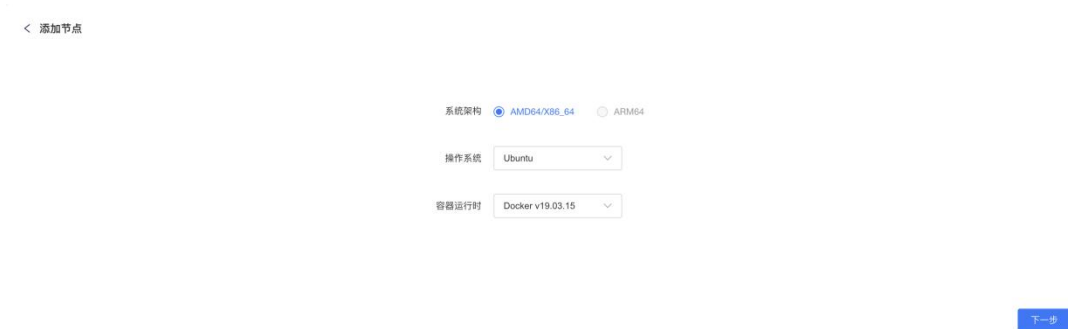 添加节点
系统架构 AMD64/X86_64 ARM64
操作系统 Ubuntu
容器运行时 Docker v19.03.15
下一步